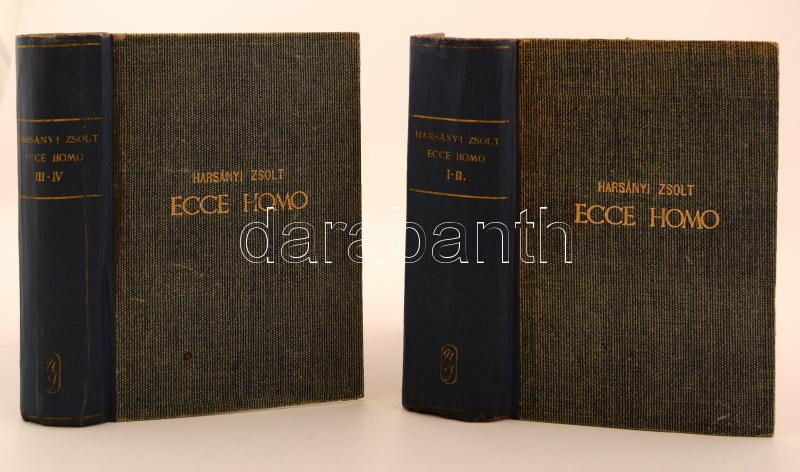 HARSÁNYI ZSOLT
ECCE HOMO
III-IV
HARSÁNYI ZSOLT
ECCE HOMO
HARSÁNYI ZSOLT
ECCE HOMO
I-II.
HARSÁNYI ZSOLT
ECCE HOMO
darabanth